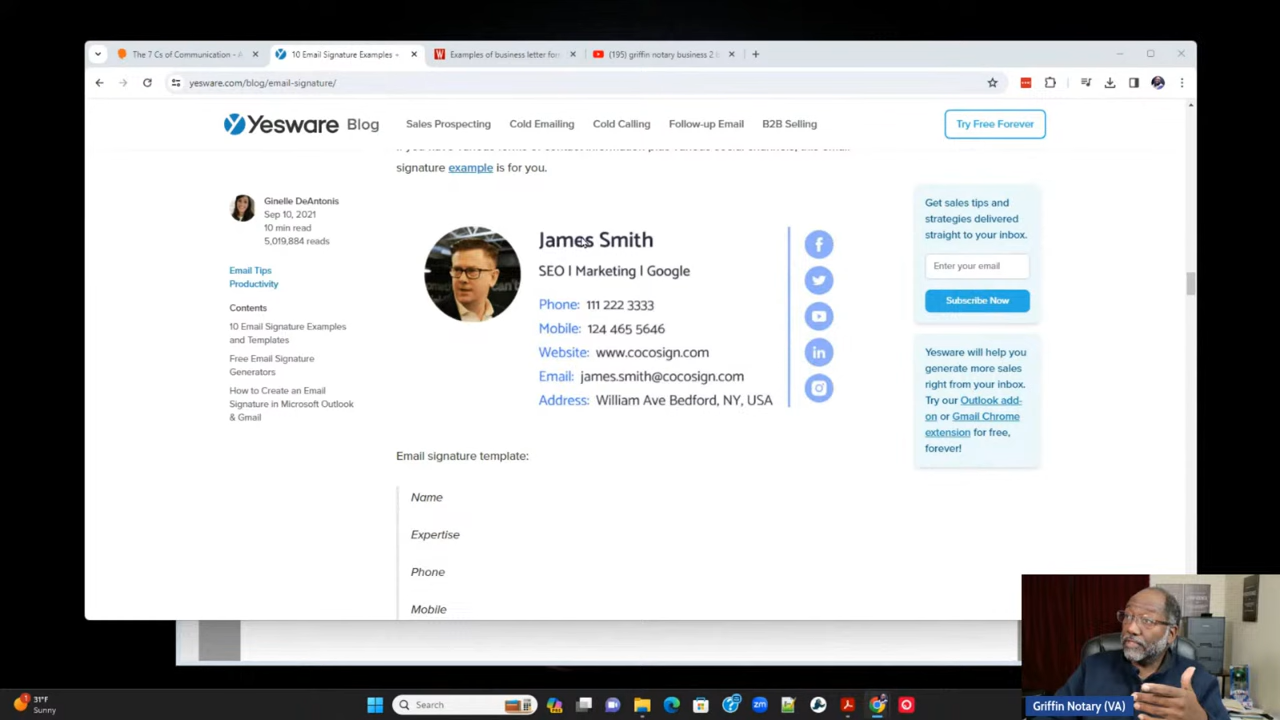 The 7 Cs of Communication - A
10 Email Signature Examples +
Examples of business letter for
(195) griffin notary business 2 b
yesware.com/blog/email-signature/
Yesware Blog
Sales Prospecting
Cold Emailing
Cold Calling
Follow-up Email
B2B Selling
Try Free Forever
signature example is for you.
Ginelle DeAntonis
Sep 10, 2021
10 min read
5,019,884 reads
Email Tips
Productivity
Contents
10 Email Signature Examples
and Templates
Free Email Signature
Generators
How to Create an Email
Signature in Microsoft Outlook
& Gmail
James Smith
SEO | Marketing | Google
Phone: 111 222 3333
Mobile: 124 465 5646
Website: www.cocosign.com
Email: james.smith@cocosign.com
Address: William Ave Bedford, NY, USA
Email signature template:
Name
Expertise
Phone
Mobile
Get sales tips and
strategies delivered
straight to your inbox.
Enter your email
Subscribe Now
Yesware will help you
generate more sales
right from your inbox.
Try our Outlook add-
on or Gmail Chrome
extension for free,
forever!
Griffin Notary (VA)
31°F
Sunny
Search